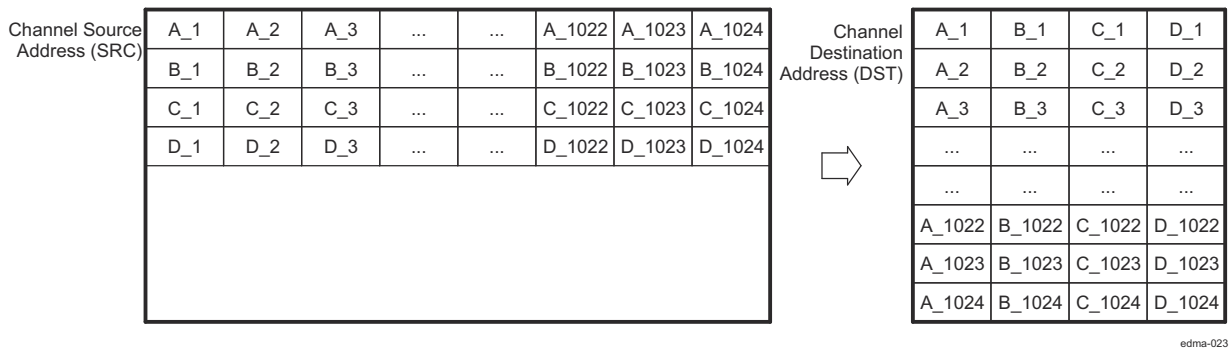 Channel Source
Address (SRC)
A_1 A_2 A_3 ... ... A_1022 A_1023 A_1024
B_1 B_2 B_3 ... ... B_1022 B_1023 B_1024
C_1 C_2 C_3 ... ... C_1022 C_1023 C_1024
D_1 D_2 D_3 ... ... D_1022 D_1023 D_1024
Channel
Destination
Address (DST)
A_1 B_1 C_1 D_1
A_2 B_2 C_2 D_2
A_3 B_3 C_3 D_3
... ... ... ...
... ... ... ...
A_1022 B_1022 C_1022 D_1022
A_1023 B_1023 C_1023 D_1023
A_1024 B_1024 C_1024 D_1024
edma-023